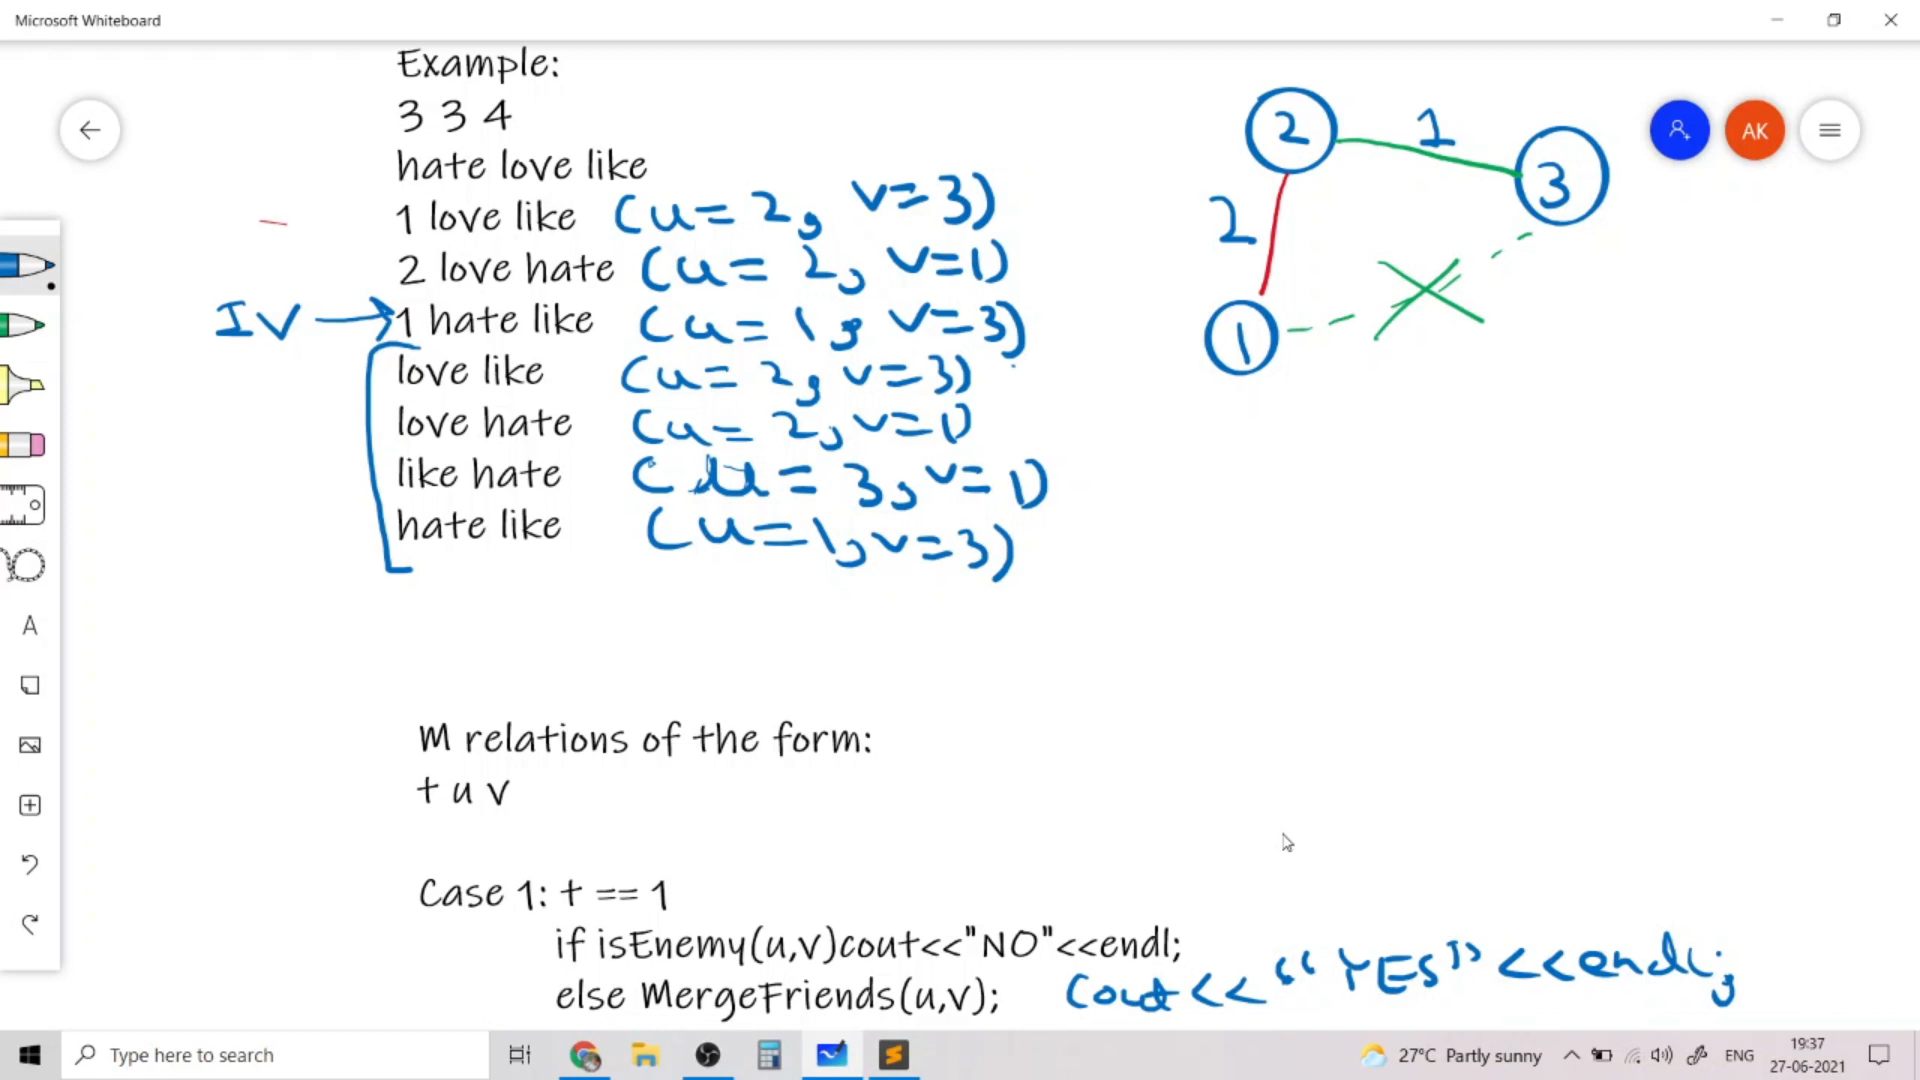 Microsoft Whiteboard
Example:
3 3 4
hate love like
1 love like (u=2, v=3)
2 love hate (u=2, v=1)
IV → 1 hate like (u=1, v=3)
love like (u=2, v=3)
love hate (u=2, v=1)
like hate (u=3, v=1)
hate like (u=1, v=3)
2 1 3
2
1
AK
A
M relations of the form:
t u v
Case 1: t == 1
if isEnemy(u,v)cout<<"NO"<<endl;
else MergeFriends(u,v); cout<<"YES"<<endl;
Type here to search
27°C Partly sunny
ENG
19:37
27-06-2021